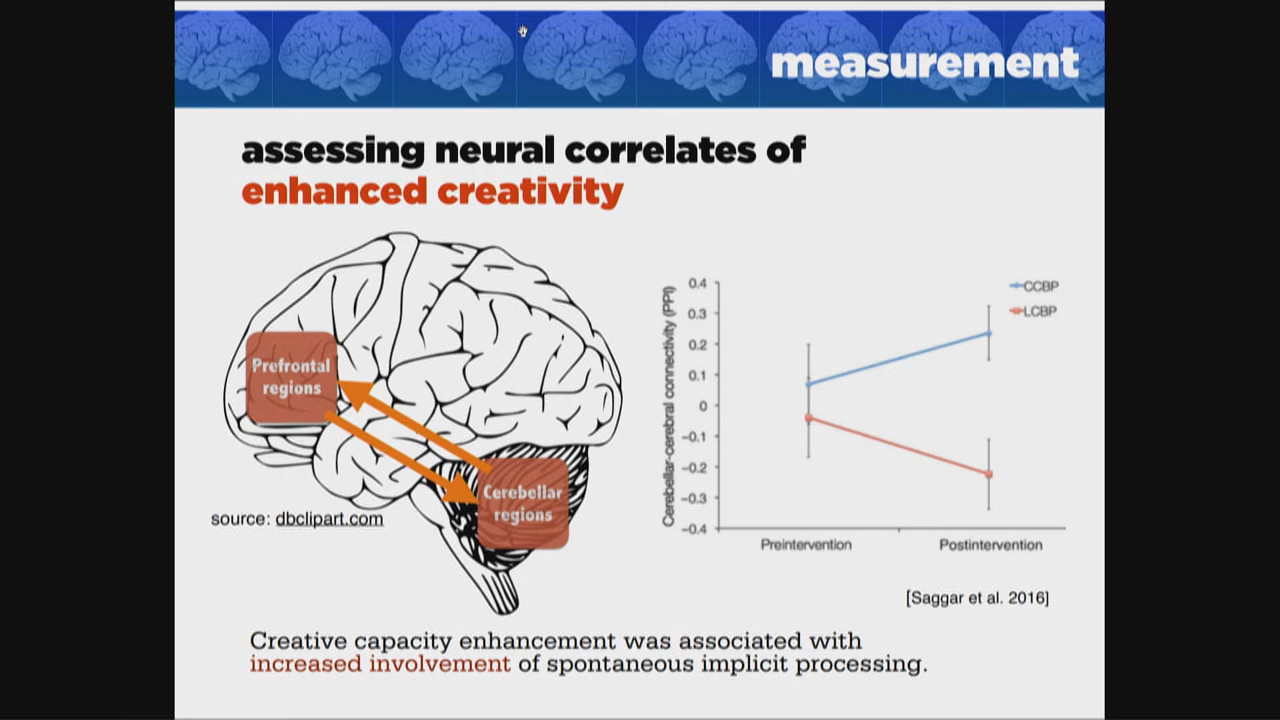 measurement
assessing neural correlates of
enhanced creativity
Prefrontal
regions
Cerebellar
regions
source: dbclipart.com
Cerebellar-cerebral connectivity (PPI)
0.4
0.3
0.2
0.1
0
-0.1
-0.2
-0.3
-0.4
CCBP
LCBP
Preintervention
Postintervention
[Saggar et al. 2016]
Creative capacity enhancement was associated with
increased involvement of spontaneous implicit processing.